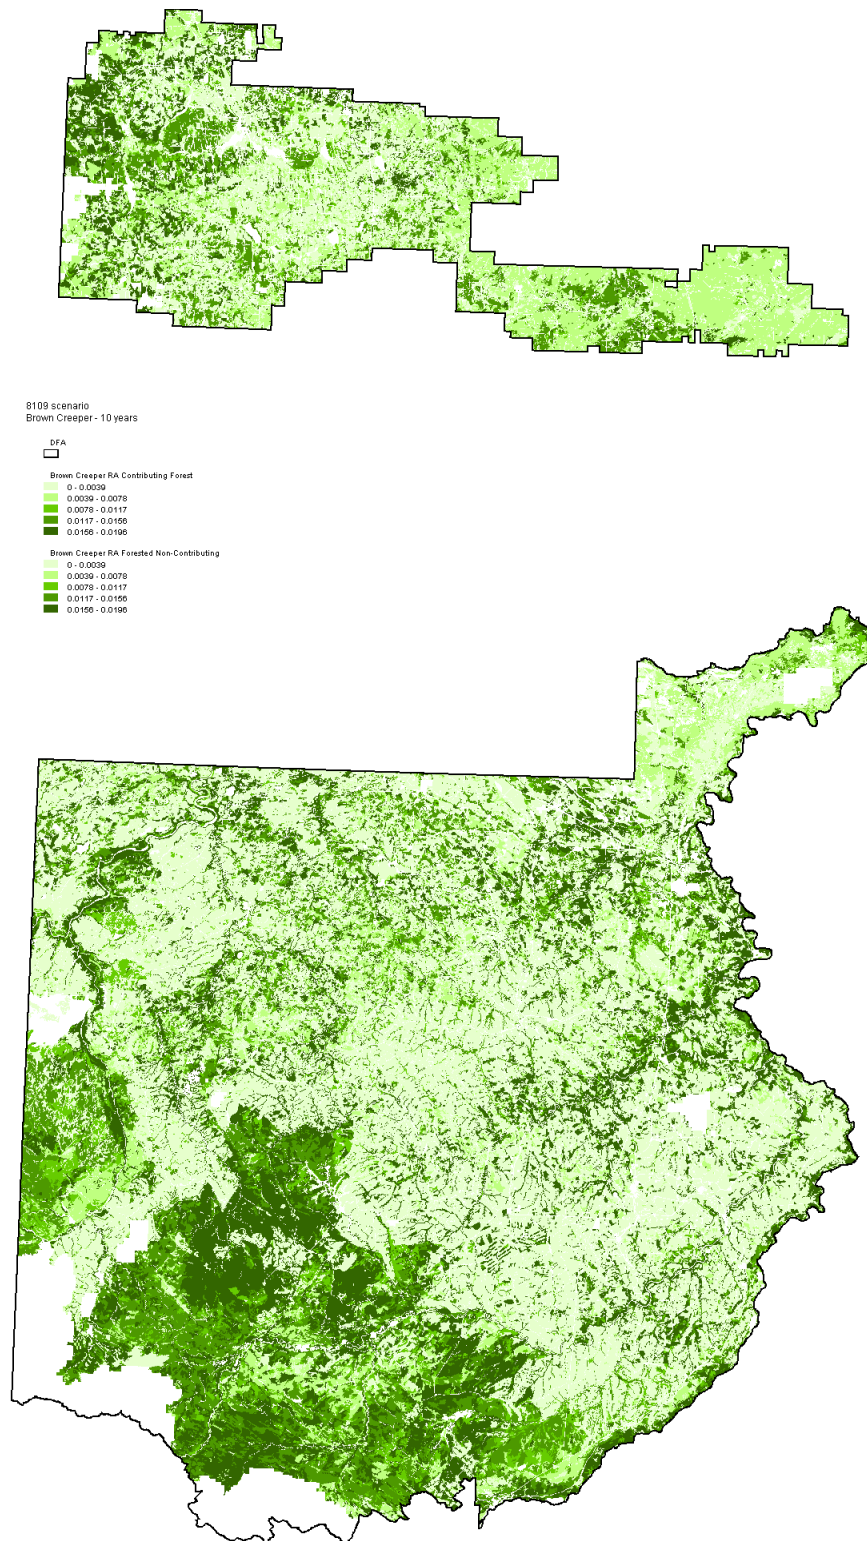 8109 scenario
Brown Creeper - 10 years
DFA
Brown Creeper RA Contributing Forest
0 - 0.0039
0.0039 - 0.0078
0.0078 - 0.0117
0.0117 - 0.0156
0.0156 - 0.0196
Brown Creeper RA Forested Non-Contributing
0 - 0.0039
0.0039 - 0.0078
0.0078 - 0.0117
0.0117 - 0.0156
0.0156 - 0.0196